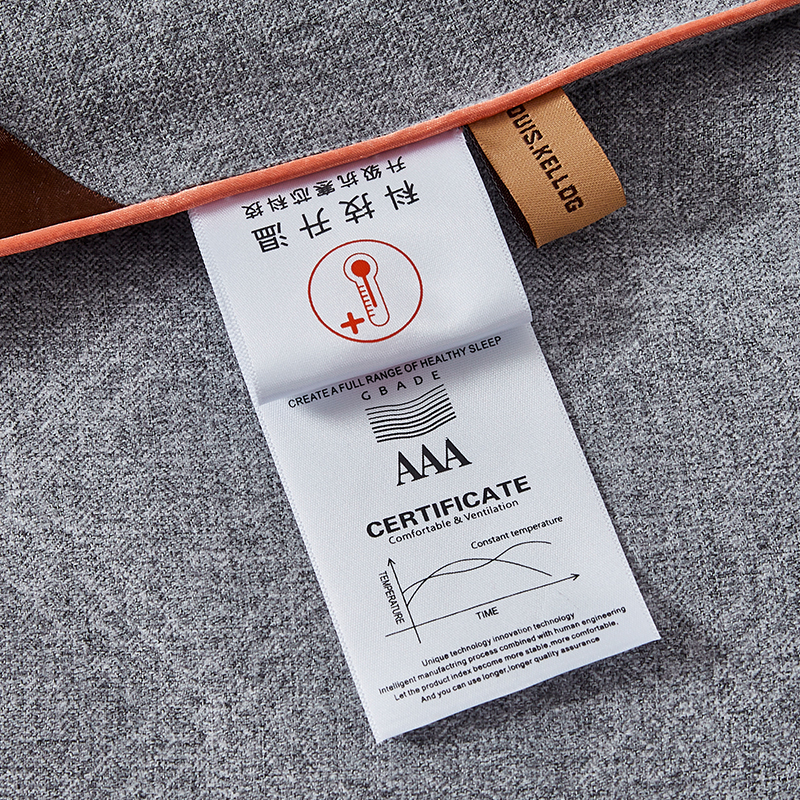 OUIS.KELLOG
科技升温
升级抗寒芯科技
CREATE A FULL RANGE OF HEALTHY SLEEP
GBADE
AAA
CERTIFICATE
Comfortable & Ventilation
Constant temperature
TEMPERATURE
TIME
Unique technology innovation technology
Intelligent manufactring process combined with human engineering
Let the product index become more stable,more comfortable,
And you can use longer,longer quality assurance